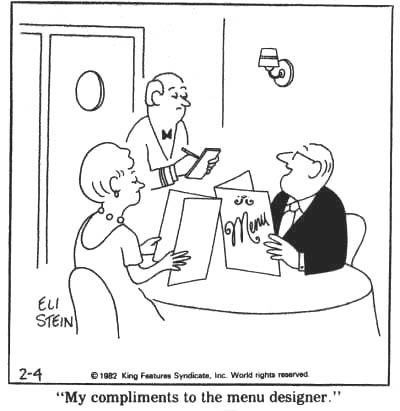 Menu
ELI
STEIN
2-4
© 1982 King Features Syndicate, Inc. World rights reserved.
"My compliments to the menu designer."